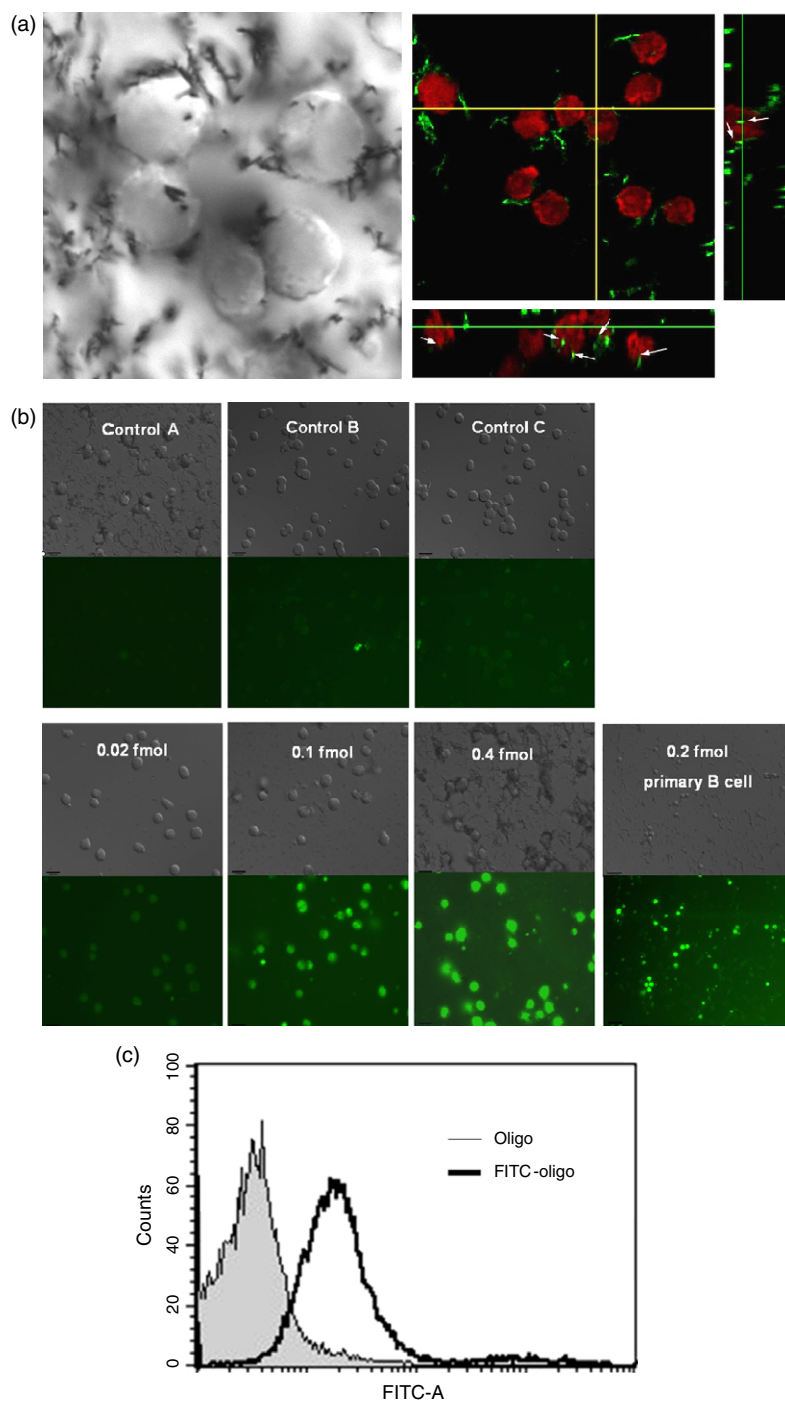 (a)
(b)
Control A
Control B
Control C
0.02 fmol
0.1 fmol
0.4 fmol
0.2 fmol
primary B cell
(c)
100
80
60
40
20
0
Counts
Oligo
FITC-oligo
FITC-A